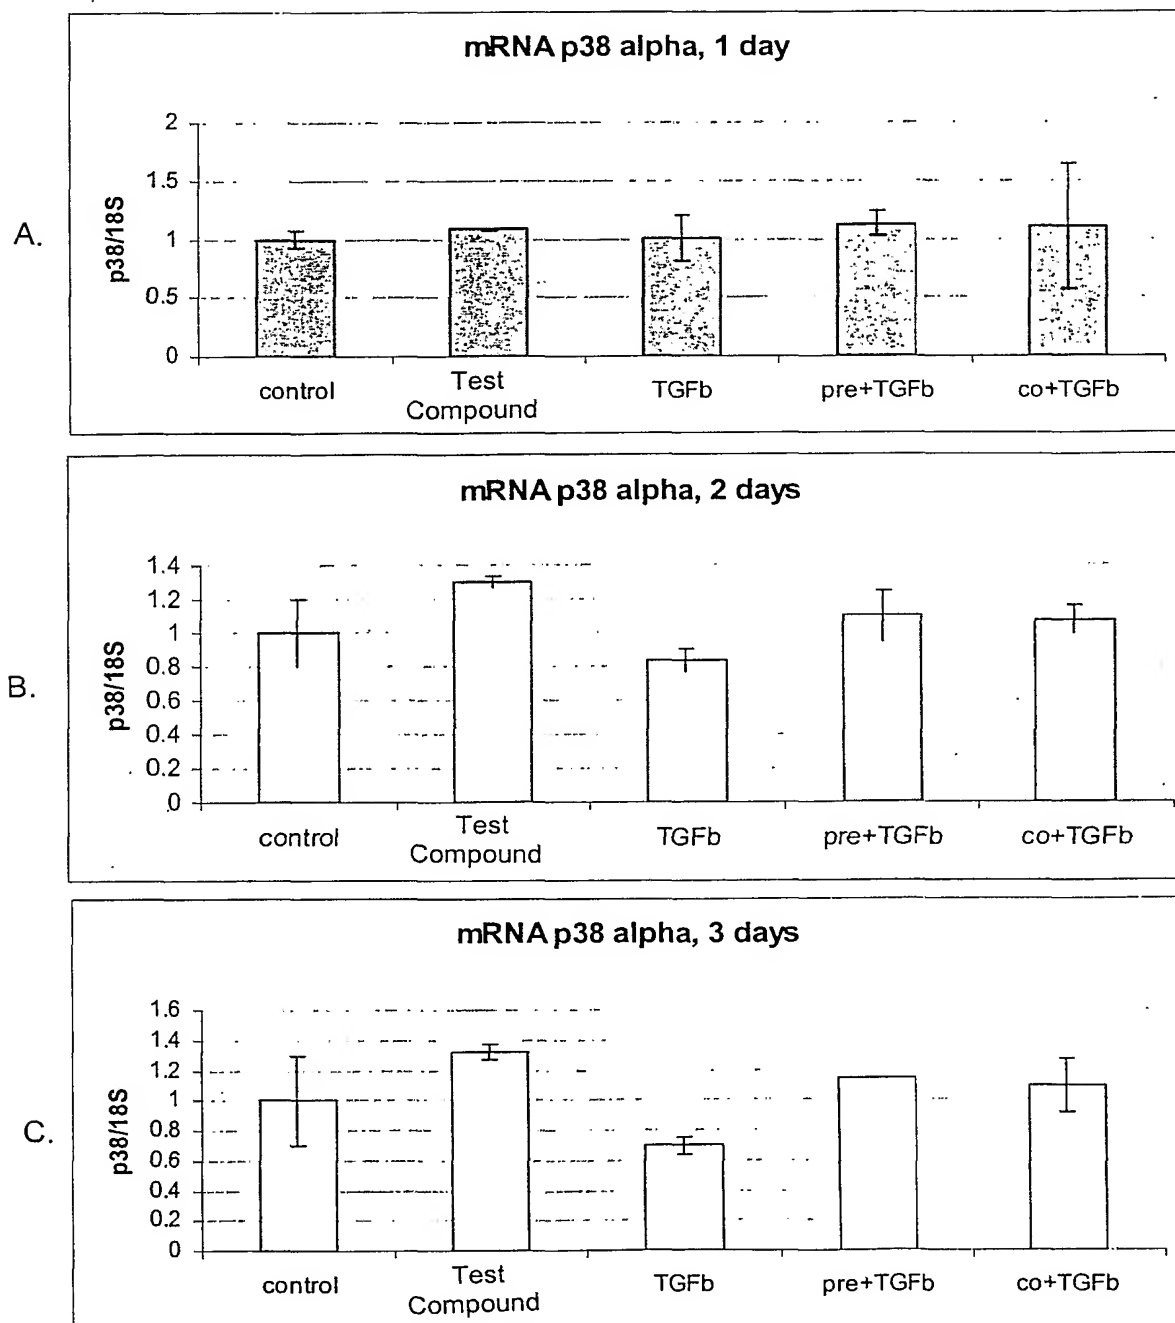 A.
mRNA p38 alpha, 1 day
p38/18S
2
1.5
1
0.5
0
control
Test
Compound
TGFb
pre+TGFb
co+TGFb
B.
mRNA p38 alpha, 2 days
p38/18S
1.4
1.2
1
0.8
0.6
0.4
0.2
0
control
Test
Compound
TGFb
pre+TGFb
co+TGFb
C.
mRNA p38 alpha, 3 days
p38/18S
1.6
1.4
1.2
1
0.8
0.6
0.4
0.2
0
control
Test
Compound
TGFb
pre+TGFb
co+TGFb